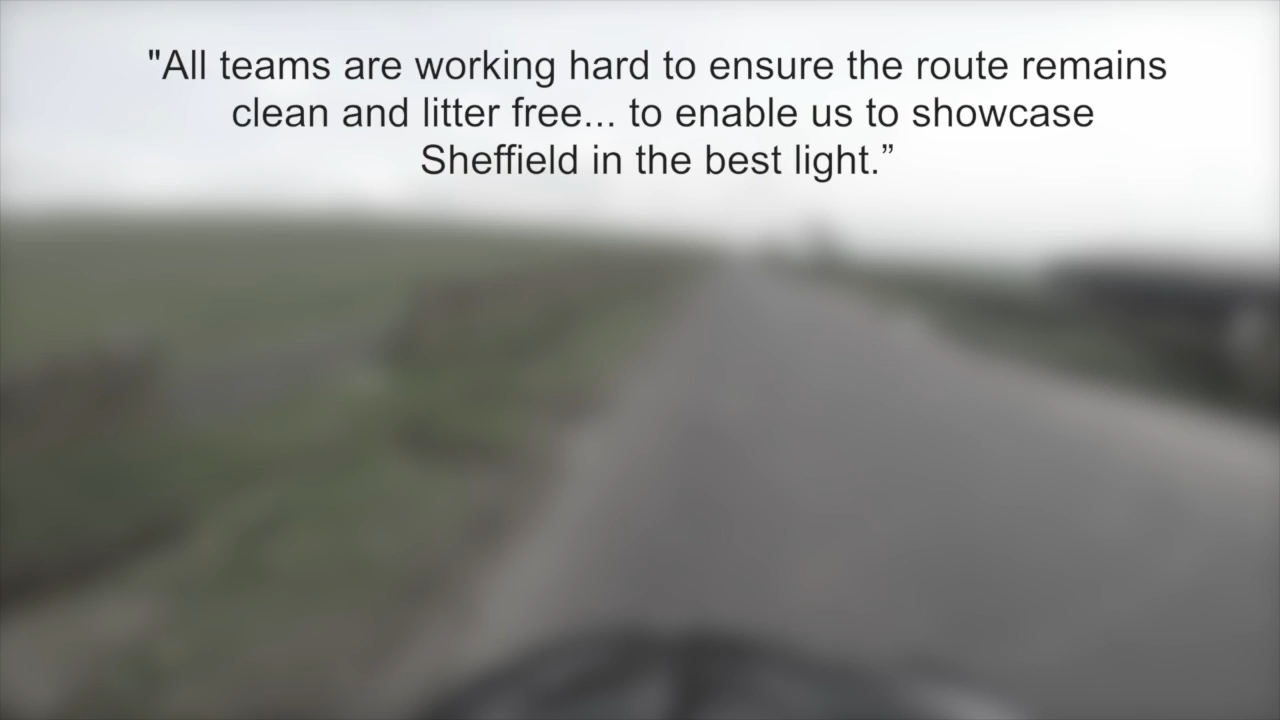 "All teams are working hard to ensure the route remains
clean and litter free... to enable us to showcase
Sheffield in the best light.”